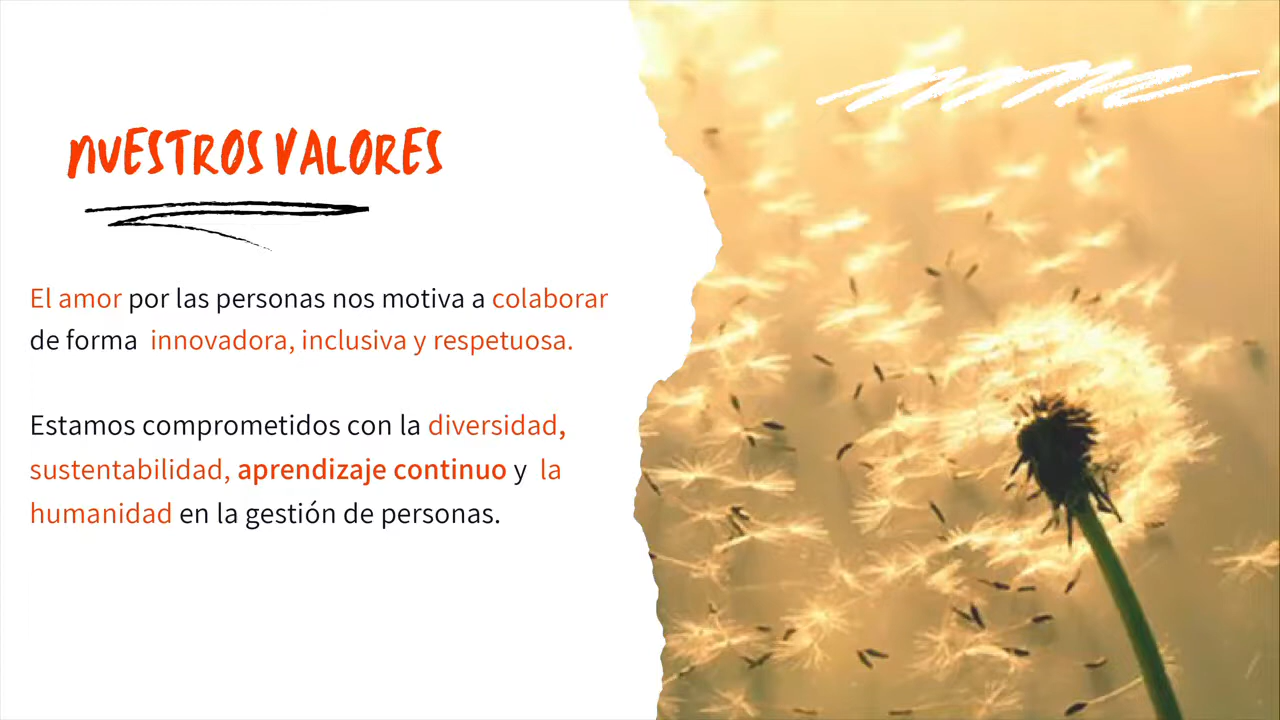 NUESTROS VALORES
El amor por las personas nos motiva a colaborar
de forma innovadora, inclusiva y respetuosa.
Estamos comprometidos con la diversidad,
sustentabilidad, aprendizaje continuo y la
humanidad en la gestión de personas.